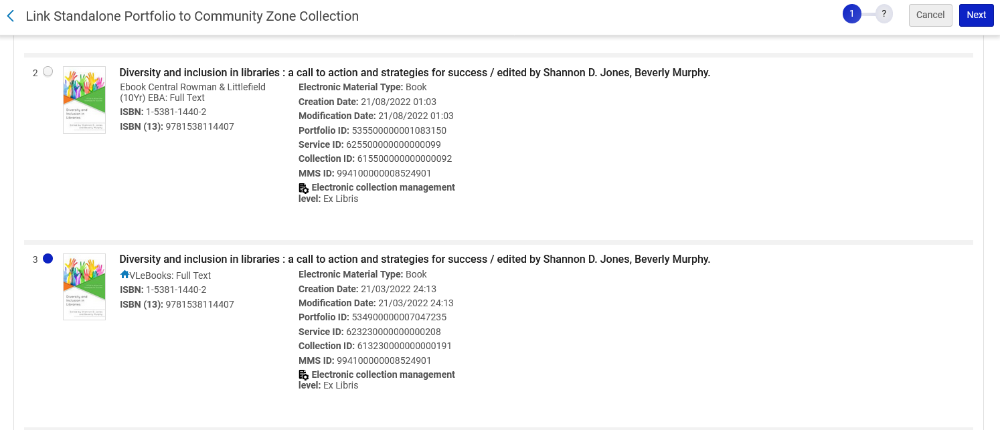 Link Standalone Portfolio to Community Zone Collection
1
?
Cancel
Next
2
Diversity and inclusion in libraries : a call to action and strategies for success / edited by Shannon D. Jones, Beverly Murphy.
Ebook Central Rowman & Littlefield
(10Yr) EBA: Full Text
ISBN: 1-5381-1440-2
ISBN (13): 9781538114407
Electronic Material Type: Book
Creation Date: 21/08/2022 01:03
Modification Date: 21/08/2022 01:03
Portfolio ID: 535500000001083150
Service ID: 625500000000000099
Collection ID: 615500000000000092
MMS ID: 994100000008524901
Electronic collection management
level: Ex Libris
Diversity and
Inclusion in
Libraries
3
Diversity and inclusion in libraries : a call to action and strategies for success / edited by Shannon D. Jones, Beverly Murphy.
VLeBooks: Full Text
ISBN: 1-5381-1440-2
ISBN (13): 9781538114407
Electronic Material Type: Book
Creation Date: 21/03/2022 24:13
Modification Date: 21/03/2022 24:13
Portfolio ID: 534900000007047235
Service ID: 623230000000000208
Collection ID: 613230000000000191
MMS ID: 994100000008524901
Electronic collection management
level: Ex Libris
Diversity and
Inclusion in
Libraries